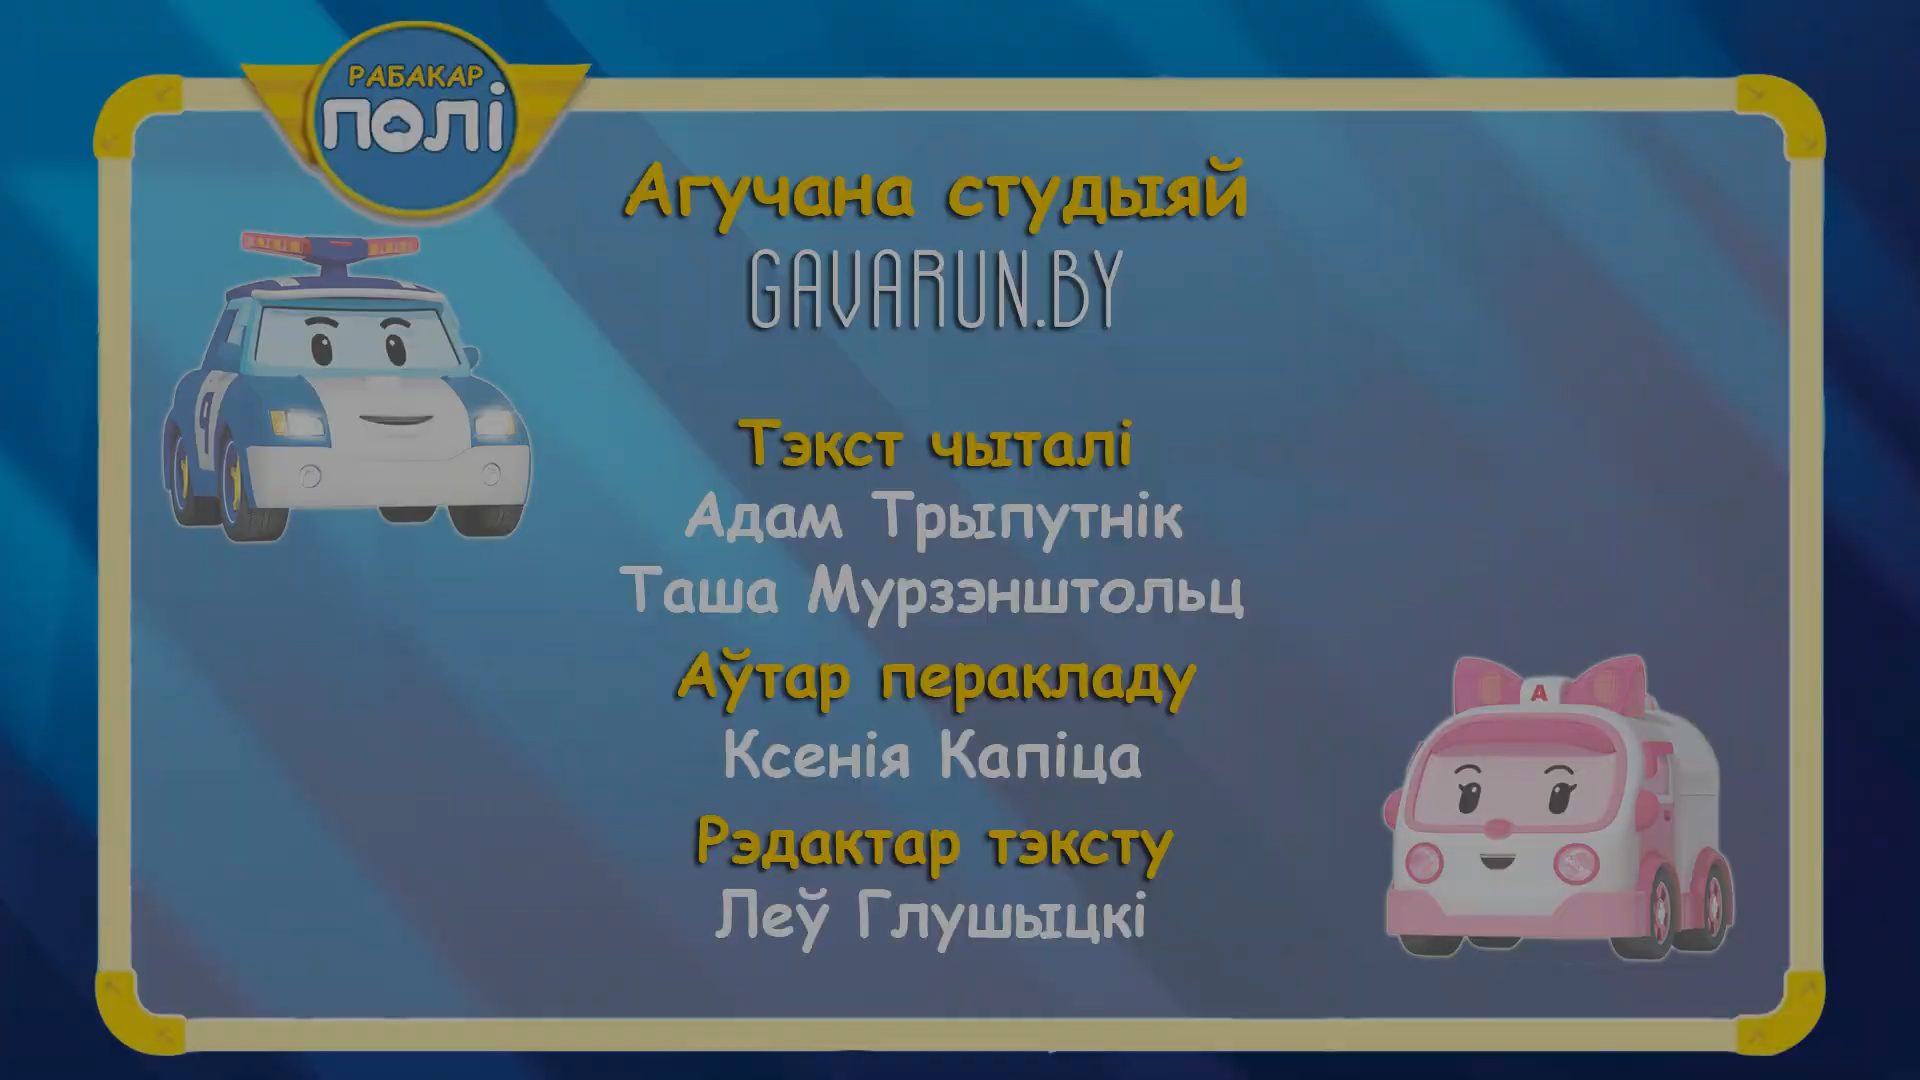 РАБАКАР
ПОЛІ
Агучана студыяй
GAVARUN.BY
Тэкст чыталі
Адам Трыпутнік
Таша Мурзэнштольц
Аўтар перакладу
Ксенія Капіца
Рэдактар тэксту
Леў Глушыцкі
A